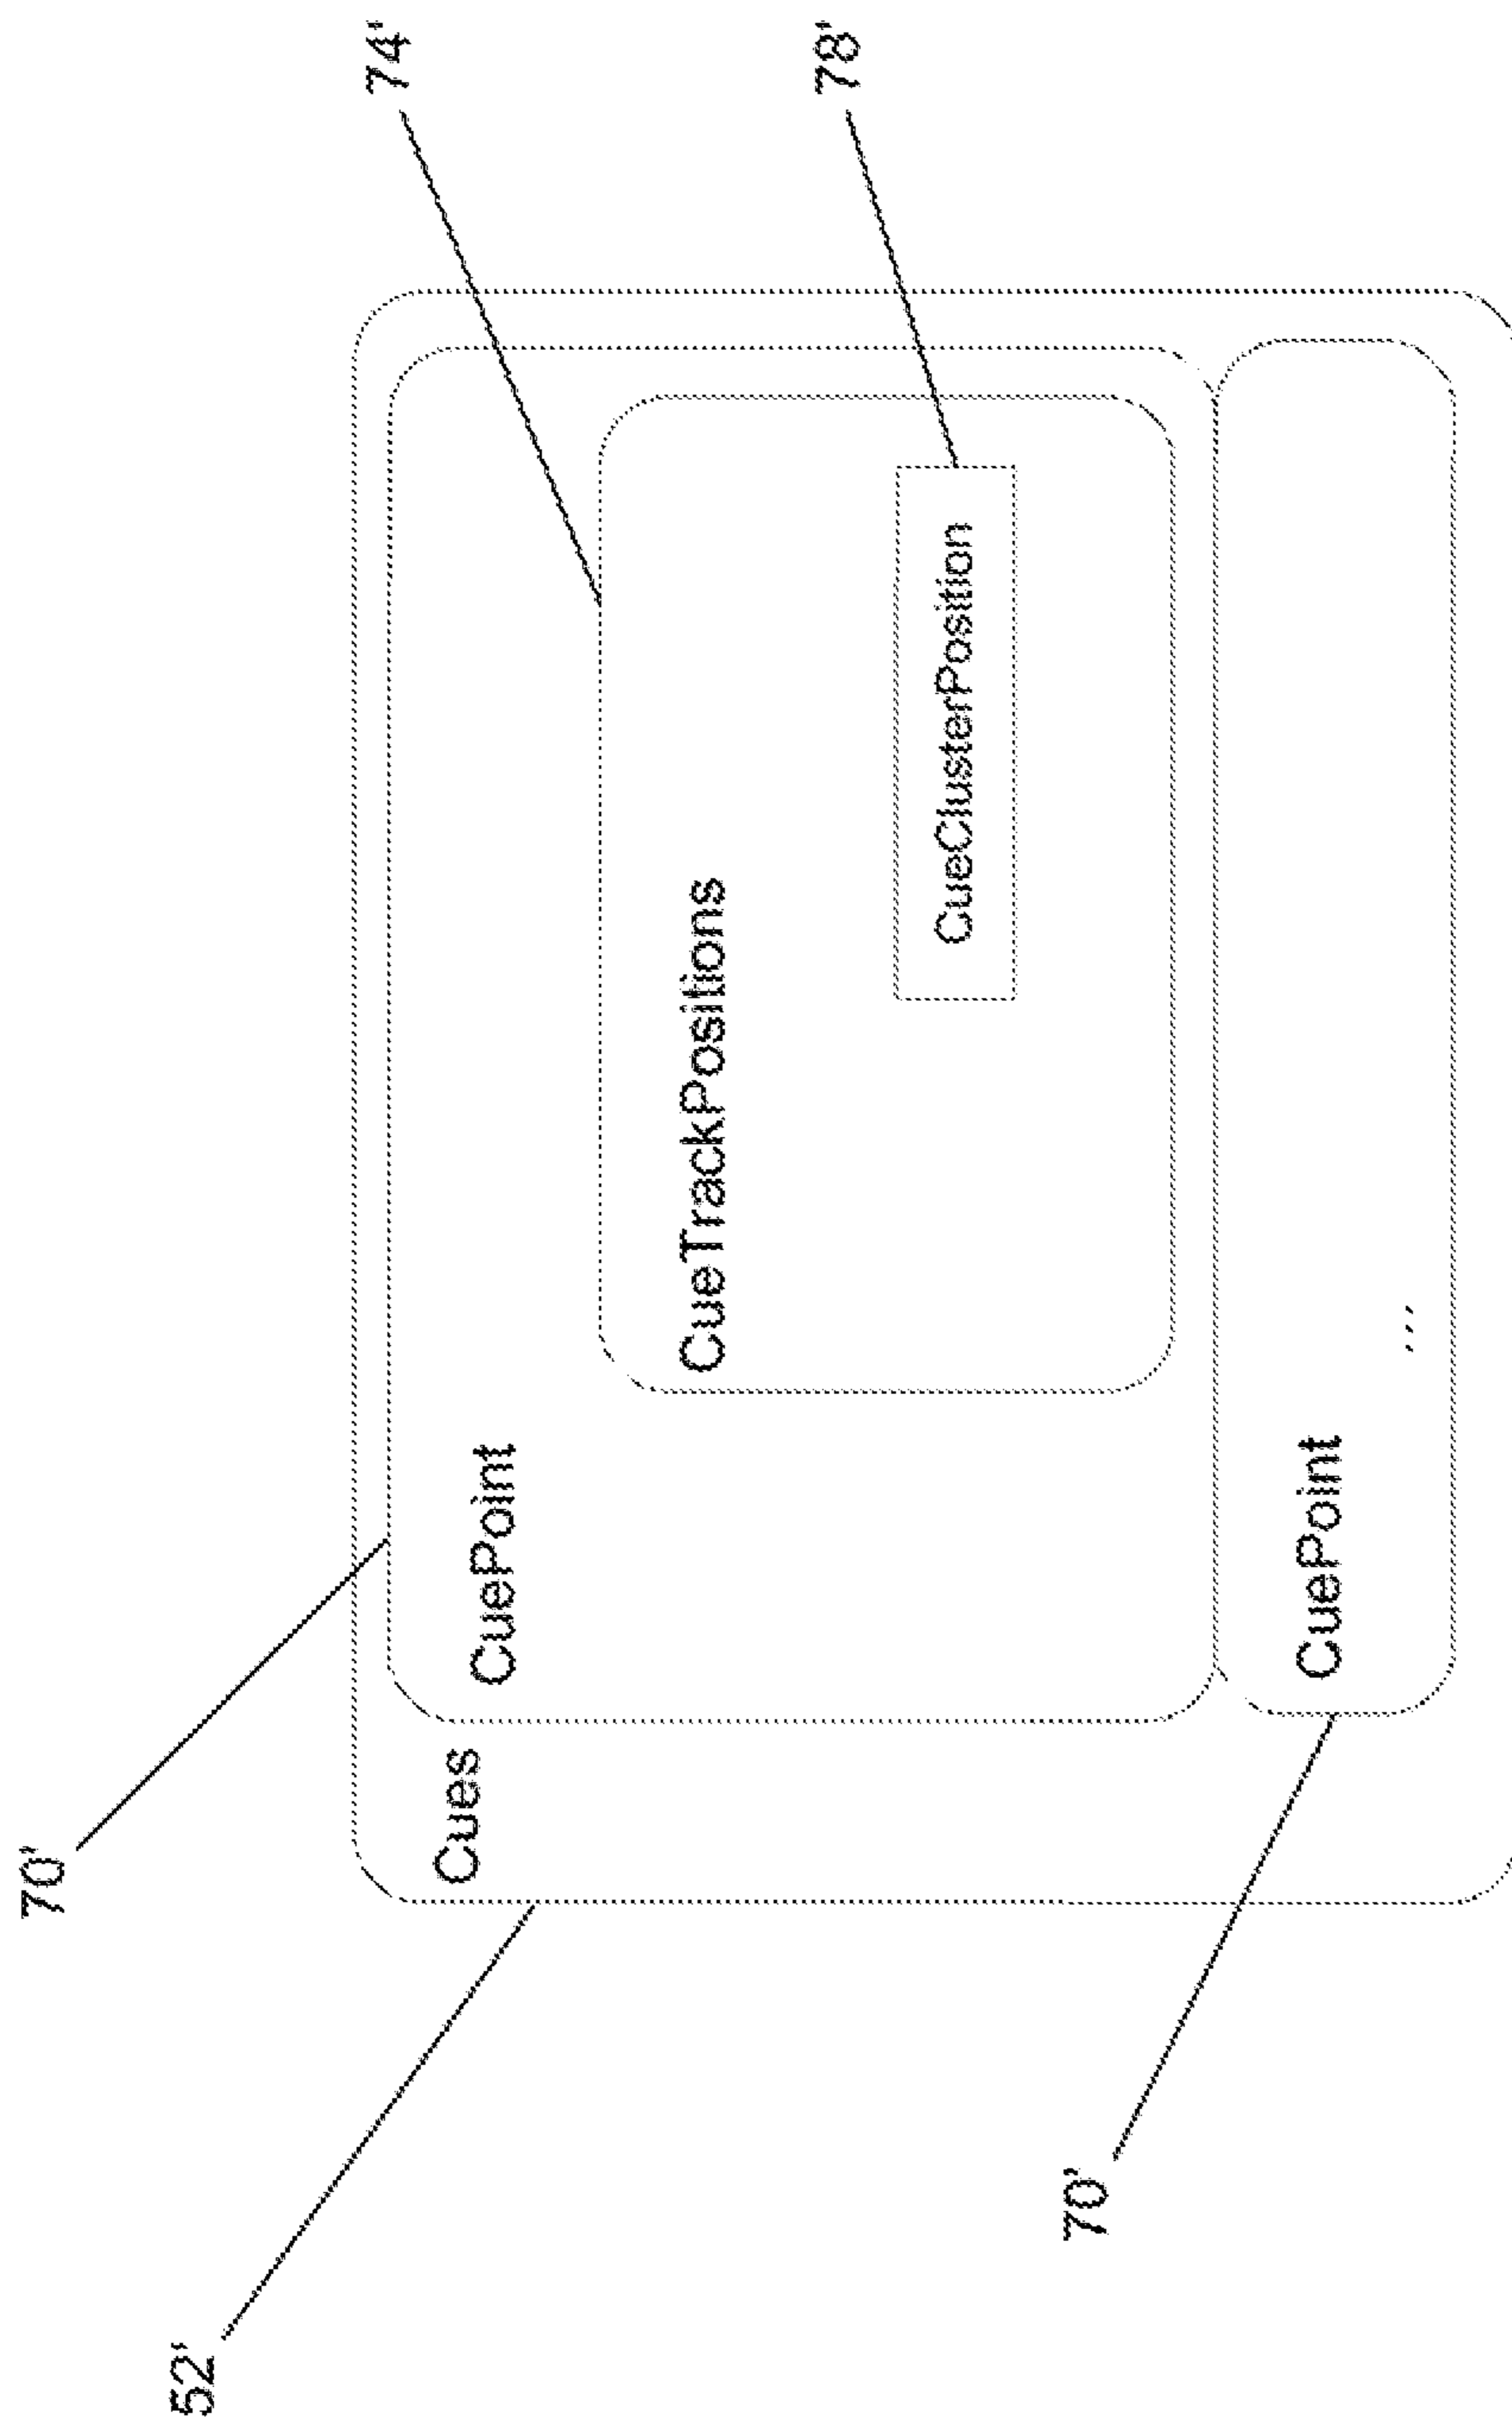 70'
74'
52'
Cues
CuePoint
CueTrackPositions
78'
CueClusterPosition
70'
CuePoint
...